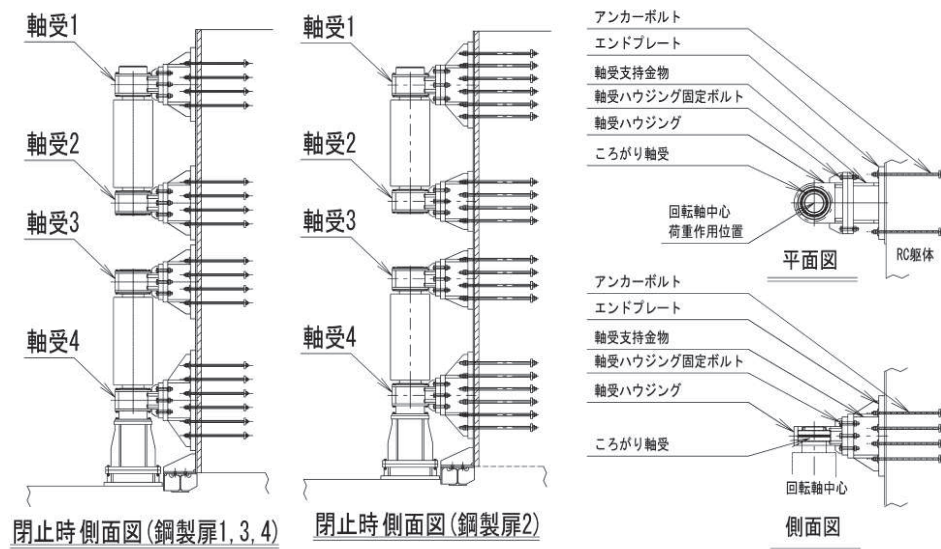 軸受1
軸受2
軸受3
軸受4
閉止時側面図(鋼製扉1,3,4)
軸受1
軸受2
軸受3
軸受4
閉止時側面図(鋼製扉2)
アンカーボルト
エンドプレート
軸受支持金物
軸受ハウジング固定ボルト
軸受ハウジング
ころがり軸受
回転軸中心
荷重作用位置
平面図
RC躯体
アンカーボルト
エンドプレート
軸受支持金物
軸受ハウジング固定ボルト
軸受ハウジング
ころがり軸受
回転軸中心
側面図